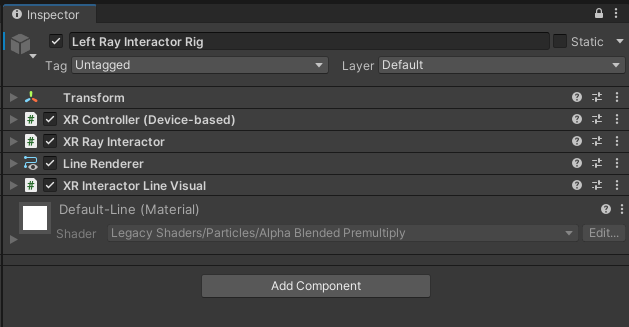 Inspector
Left Ray Interactor Rig Static
Tag Untagged Layer Default
Transform
# XR Controller (Device-based)
# XR Ray Interactor
Line Renderer
# XR Interactor Line Visual
Default-Line (Material)
Shader Legacy Shaders/Particles/Alpha Blended Premultiply Edit...
Add Component